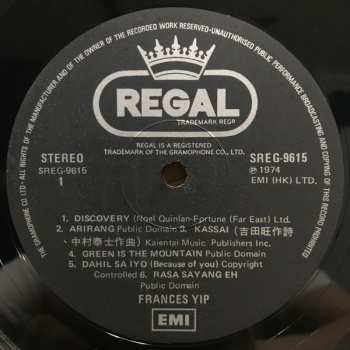 ALL RIGHTS OF THE MANUFACTURER AND OF THE OWNER OF THE RECORDED WORK RESERVED-UNAUTHORISED PUBLIC PERFORMANCE BROADCASTING AND COPYING OF THIS RECORD PROHIBITED
THE GRAMOPHONE CO., LTD.
REGAL
TRADEMARK REGD
REGAL IS A REGISTERED
TRADEMARK OF THE GRAMOPHONE CO., LTD.
STEREO
SREG-9615
1
SREG-9615
℗ 1974
EMI (HK) LTD.
1. DISCOVERY (Noel Quinlan-Fortune (Far East) Ltd.
2. ARIRANG Public Domain 3. KASSAI (吉田旺作詩
、中村泰士作曲) Kaientai Music Publishers Inc.
4. GREEN IS THE MOUNTAIN Public Domain
5. DAHIL SA IYO (Because of you) Copyright
Controlled 6. RASA SAYANG EH
Public Domain
FRANCES YIP
EMI